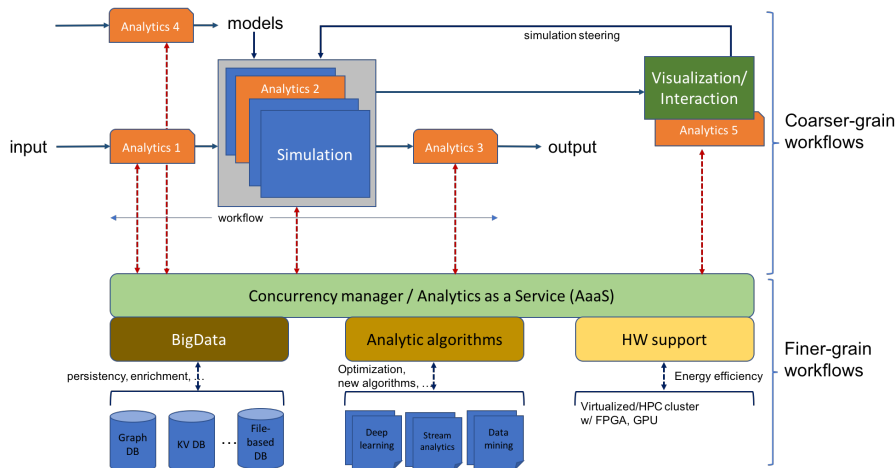 Analytics 4
models
simulation steering
Visualization/
Interaction
Analytics 5
Analytics 2
Simulation
input
Analytics 1
Analytics 3
output
workflow
Coarser-grain
workflows
Concurrency manager / Analytics as a Service (AaaS)
BigData
Analytic algorithms
HW support
Finer-grain
workflows
persistency, enrichment, ...
Optimization,
new algorithms, ...
Energy efficiency
Graph
DB
KV DB
...
File-
based
DB
Deep
learning
Stream
analytics
Data
mining
Virtualized/HPC cluster
w/ FPGA, GPU